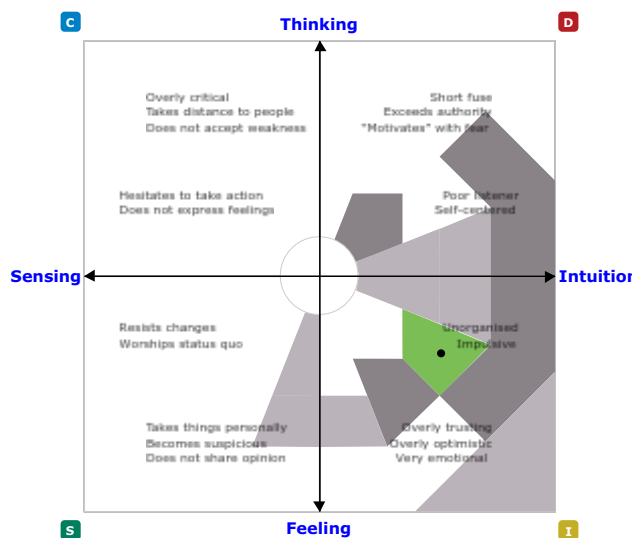 C
D
Thinking
Overly critical
Takes distance to people
Does not accept weakness
Short fuse
Exceeds authority
"Motivates" with fear
Hesitates to take action
Does not express feelings
Poor listener
Self-centered
Sensing
Intuition
Resists changes
Worships status quo
Unorganised
Impulsive
Takes things personally
Becomes suspicious
Does not share opinion
Overly trusting
Overly optimistic
Very emotional
S
Feeling
I